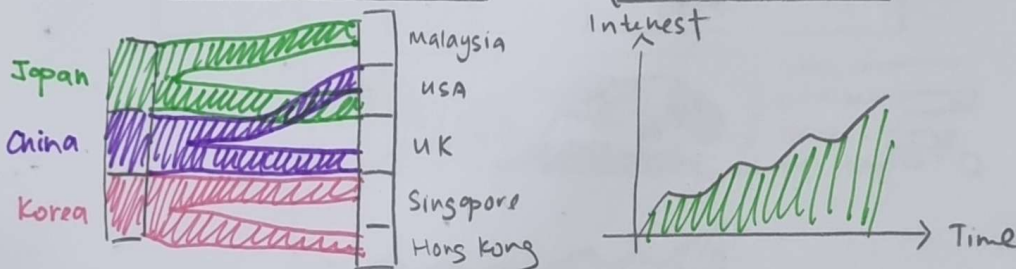 Japan
China
Korea
Malaysia
USA
UK
Singapore
Hong Kong
Interest
Time